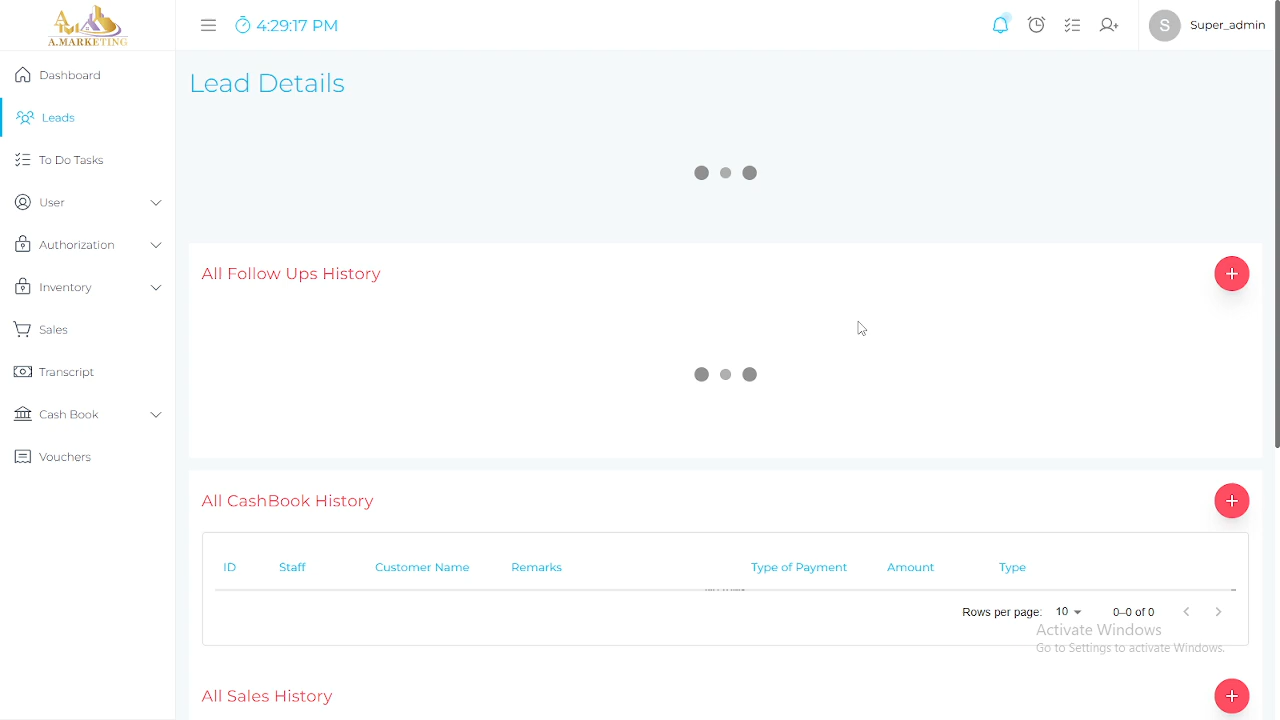 A.MARKETING
4:29:17 PM
S
Super_admin
Dashboard
Leads
To Do Tasks
User
Authorization
Inventory
Sales
Transcript
Cash Book
Vouchers
Lead Details
All Follow Ups History
All CashBook History
ID Staff Customer Name Remarks Type of Payment Amount Type
Rows per page: 10 0–0 of 0
Activate Windows
Go to Settings to activate Windows.
All Sales History